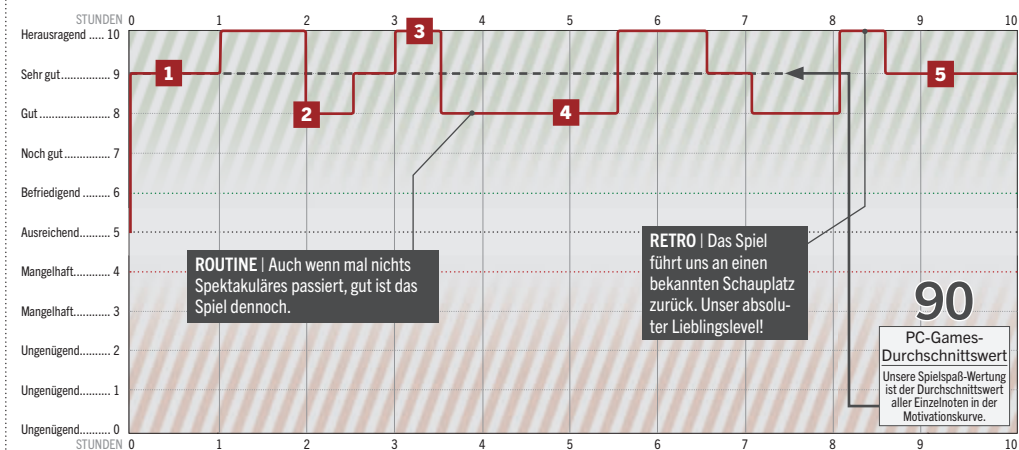 STUNDEN 0 1 2 3 4 5 6 7 8 9 10
Herausragend ..... 10
Sehr gut ............... 9
Gut ....................... 8
Noch gut .............. 7
Befriedigend ......... 6
Ausreichend.......... 5
Mangelhaft ........... 4
Mangelhaft ........... 3
Ungenügend ......... 2
Ungenügend ......... 1
Ungenügend ......... 0
STUNDEN 0 1 2 3 4 5 6 7 8 9 10
1
2
3
4
5
ROUTINE | Auch wenn mal nichts
Spektakuläres passiert, gut ist das
Spiel dennoch.
RETRO | Das Spiel
führt uns an einen
bekannten Schauplatz
zurück. Unser absolu-
ter Lieblingslevel!
90
PC-Games-
Durchschnittswert
Unsere Spielspaß-Wertung
ist der Durchschnittswert
aller Einzelnoten in der
Motivationskurve.